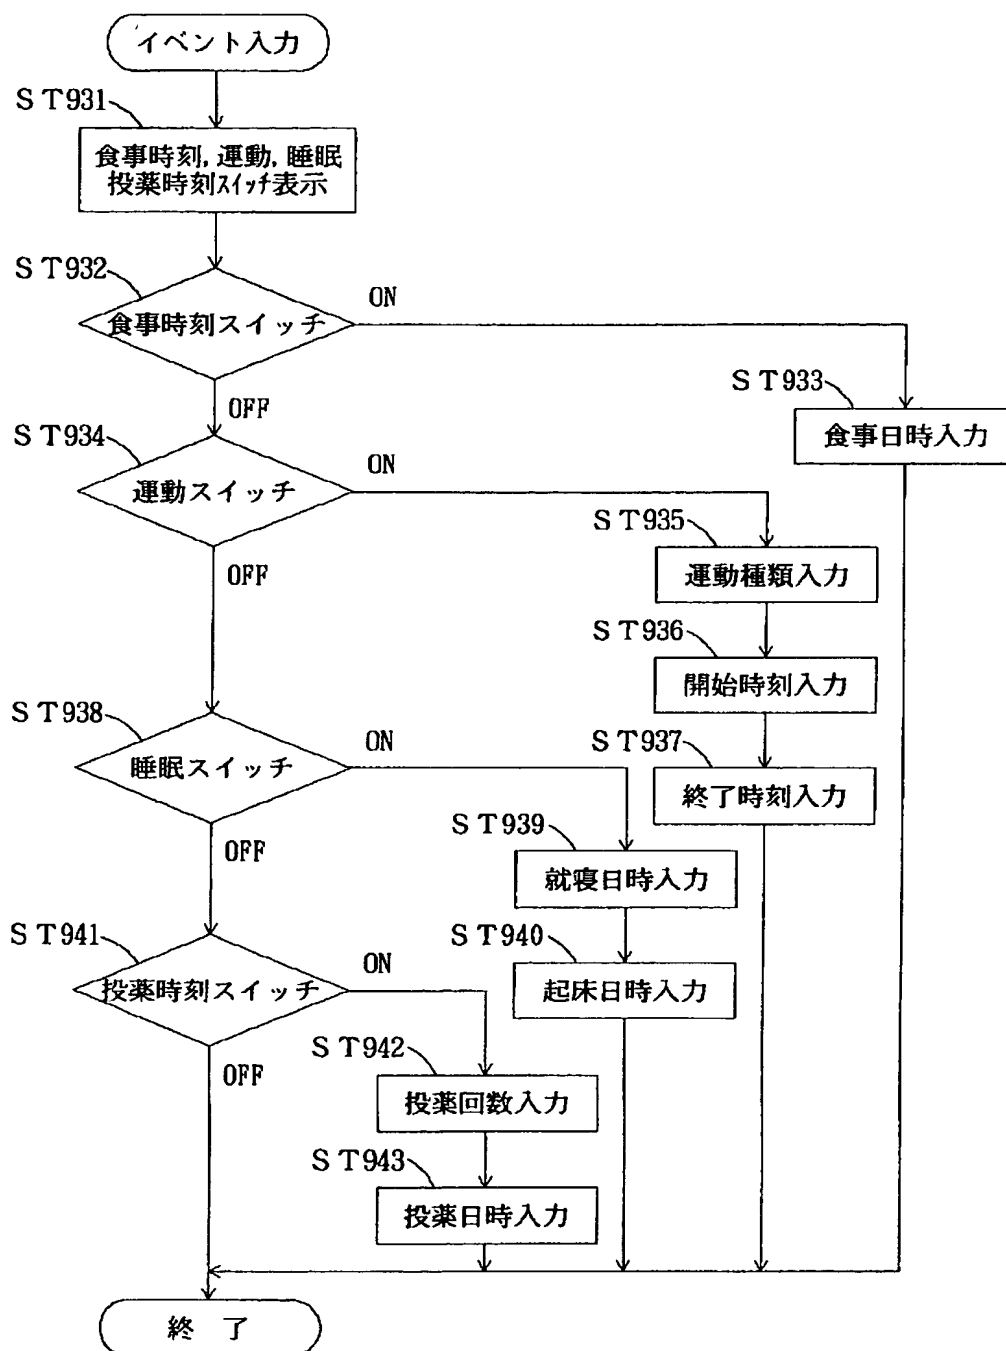 イベント入力
ST931
食事時刻,運動,睡眠
投薬時刻スイッチ表示
ST932
食事時刻スイッチ
ON
OFF
ST933
食事日時入力
ST934
運動スイッチ
ON
OFF
ST935
運動種類入力
ST936
開始時刻入力
ST937
終了時刻入力
ST938
睡眠スイッチ
ON
OFF
ST939
就寝日時入力
ST940
起床日時入力
ST941
投薬時刻スイッチ
ON
OFF
ST942
投薬回数入力
ST943
投薬日時入力
終 了